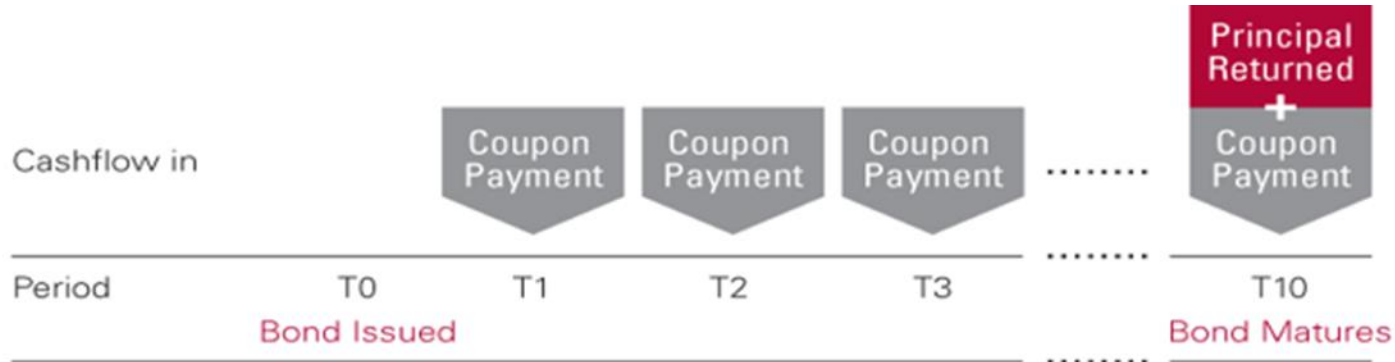 Principal
Returned
+
Cashflow in
Coupon
Payment
Coupon
Payment
Coupon
Payment
........
Coupon
Payment
........
Period T0 T1 T2 T3 T10
Bond Issued Bond Matures
........